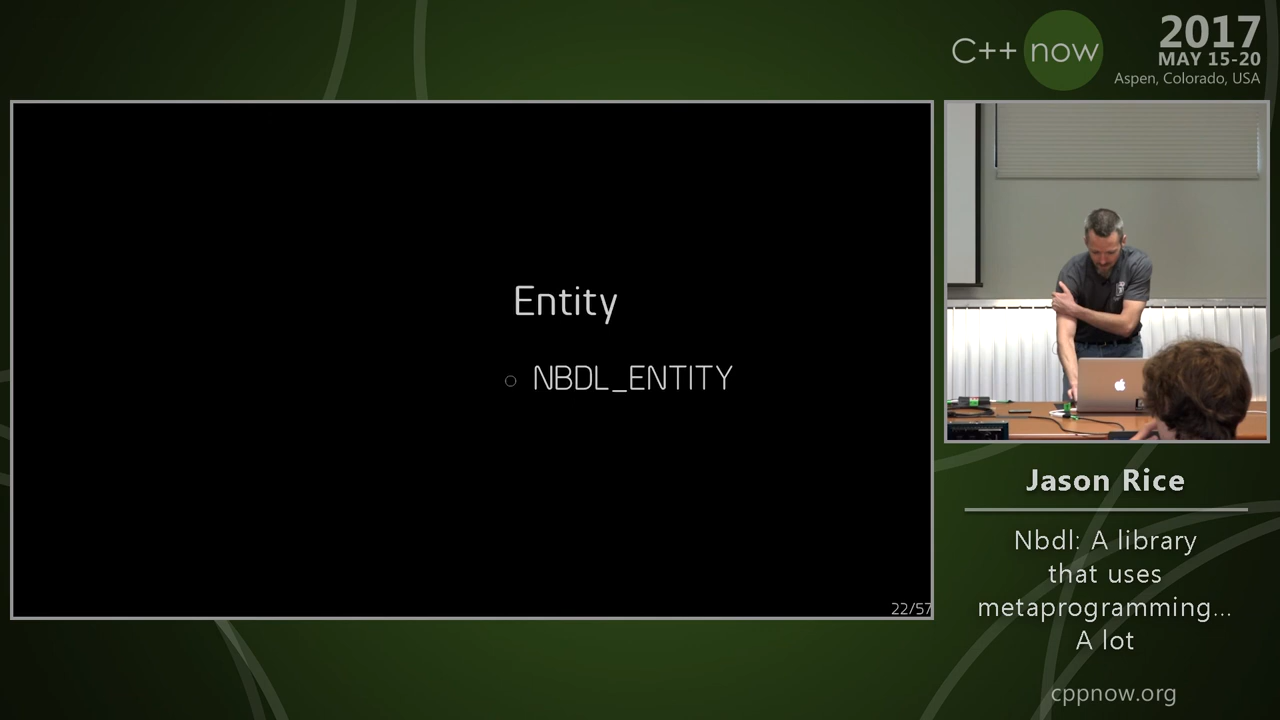 C++ now
2017
MAY 15-20
Aspen, Colorado, USA
Entity
NBDL_ENTITY
22/57
Jason Rice
Nbdl: A library
that uses
metaprogramming...
A lot
cppnow.org